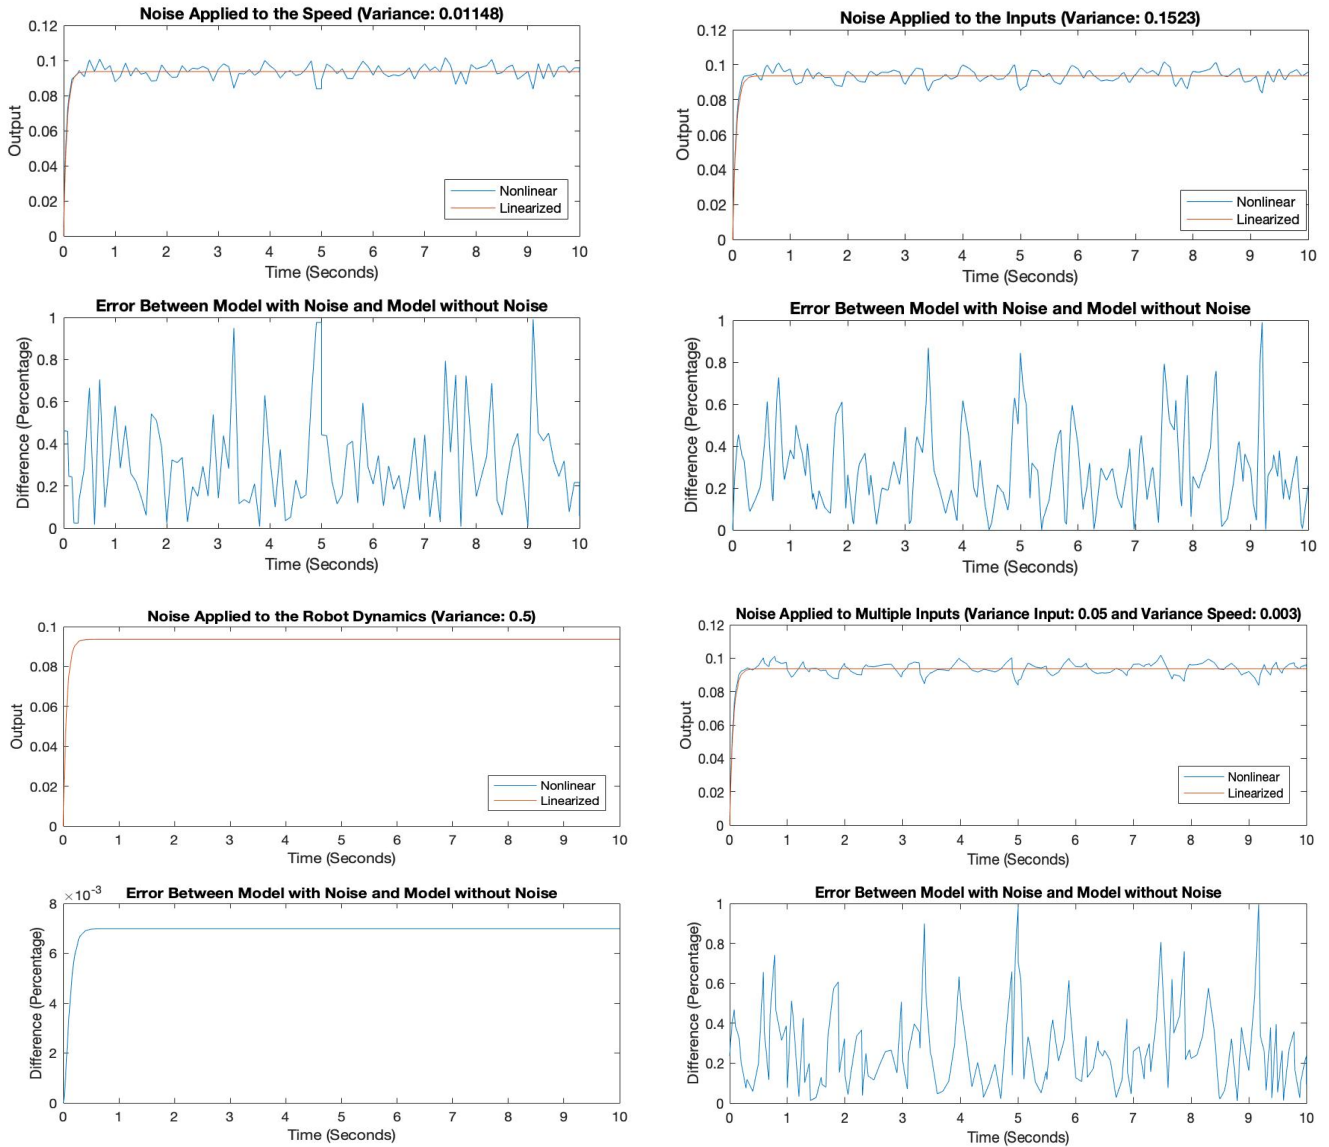 Noise Applied to the Speed (Variance: 0.01148)
0.12
0.1
0.08
0.06
0.04
0.02
0
Output
Nonlinear
Linearized
0 1 2 3 4 5 6 7 8 9 10
Time (Seconds)
Error Between Model with Noise and Model without Noise
1
0.8
0.6
0.4
0.2
0
Difference (Percentage)
0 1 2 3 4 5 6 7 8 9 10
Time (Seconds)
Noise Applied to the Inputs (Variance: 0.1523)
0.12
0.1
0.08
0.06
0.04
0.02
0
Output
Nonlinear
Linearized
0 1 2 3 4 5 6 7 8 9 10
Time (Seconds)
Error Between Model with Noise and Model without Noise
1
0.8
0.6
0.4
0.2
0
Difference (Percentage)
0 1 2 3 4 5 6 7 8 9 10
Time (Seconds)
Noise Applied to the Robot Dynamics (Variance: 0.5)
0.1
0.08
0.06
0.04
0.02
0
Output
Nonlinear
Linearized
0 1 2 3 4 5 6 7 8 9 10
Time (Seconds)
×10-3
Error Between Model with Noise and Model without Noise
8
6
4
2
0
Difference (Percentage)
0 1 2 3 4 5 6 7 8 9 10
Time (Seconds)
Noise Applied to Multiple Inputs (Variance Input: 0.05 and Variance Speed: 0.003)
0.12
0.1
0.08
0.06
0.04
0.02
0
Output
Nonlinear
Linearized
0 1 2 3 4 5 6 7 8 9 10
Time (Seconds)
Error Between Model with Noise and Model without Noise
1
0.8
0.6
0.4
0.2
0
Difference (Percentage)
0 1 2 3 4 5 6 7 8 9 10
Time (Seconds)